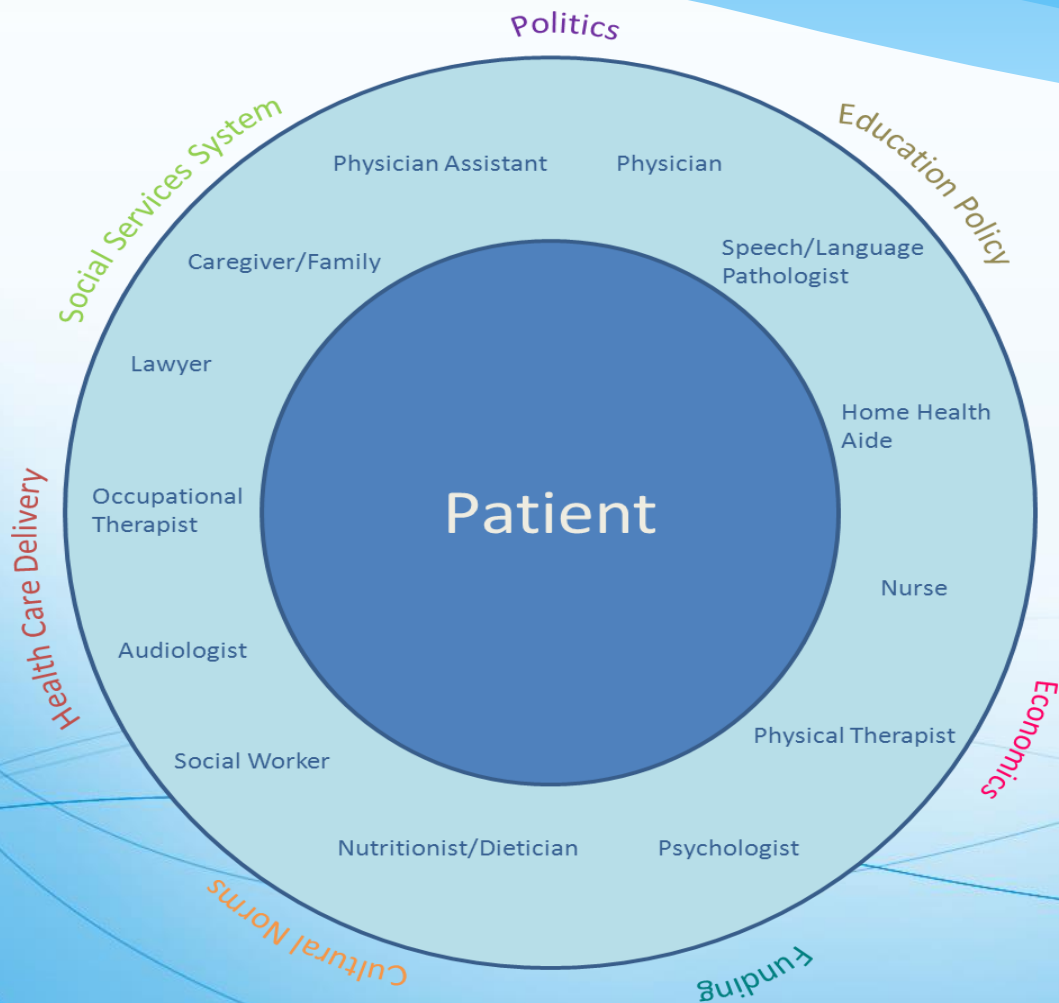 Politics
Education Policy
Social Services System
Physician Assistant
Physician
Caregiver/Family
Speech/Language
Pathologist
Lawyer
Home Health
Aide
Health Care Delivery
Occupational
Therapist
Patient
Nurse
Audiologist
Economics
Physical Therapist
Social Worker
Nutritionist/Dietician
Psychologist
Cultural Norms
Funding